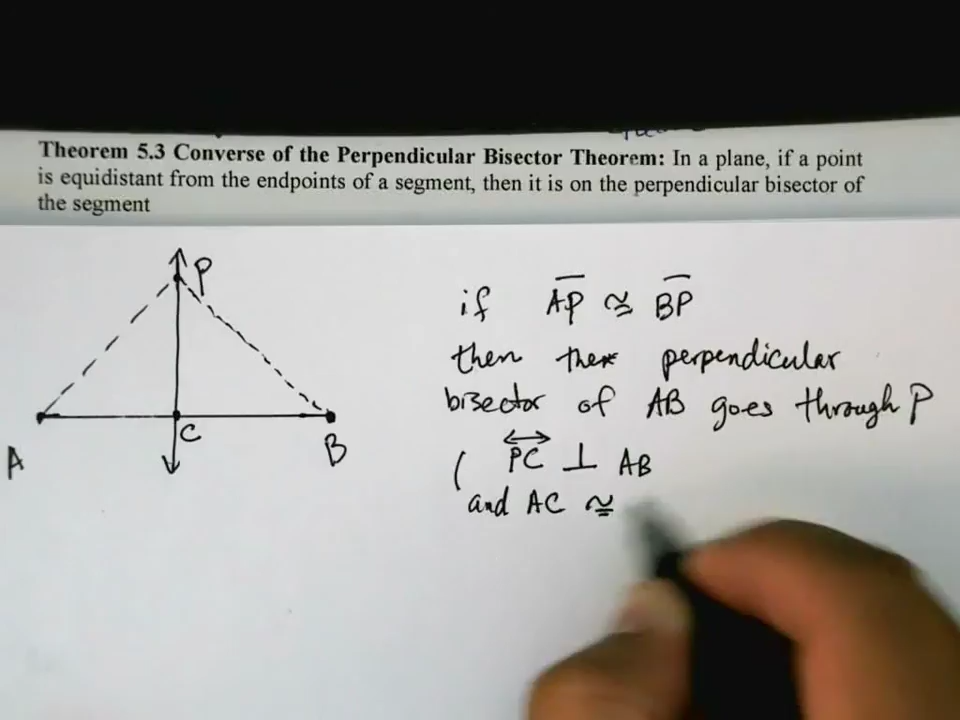 Theorem 5.3 Converse of the Perpendicular Bisector Theorem: In a plane, if a point
is equidistant from the endpoints of a segment, then it is on the perpendicular bisector of
the segment
P
C
A
B
if A̅P̅ ≅ B̅P̅
then the perpendicular
bisector of AB goes through P
( PC ⊥ AB
and AC ≅